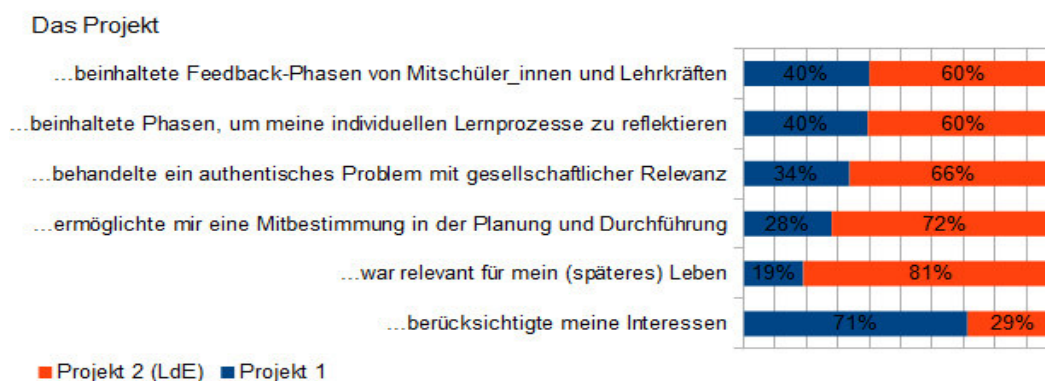 Das Projekt
...beinhaltete Feedback-Phasen von Mitschüler_innen und Lehrkräften 40% 60%
...beinhaltete Phasen, um meine individuellen Lernprozesse zu reflektieren 40% 60%
...behandelte ein authentisches Problem mit gesellschaftlicher Relevanz 34% 66%
...ermöglichte mir eine Mitbestimmung in der Planung und Durchführung 28% 72%
...war relevant für mein (späteres) Leben 19% 81%
...berücksichtigte meine Interessen 71% 29%
Projekt 2 (LdE) Projekt 1